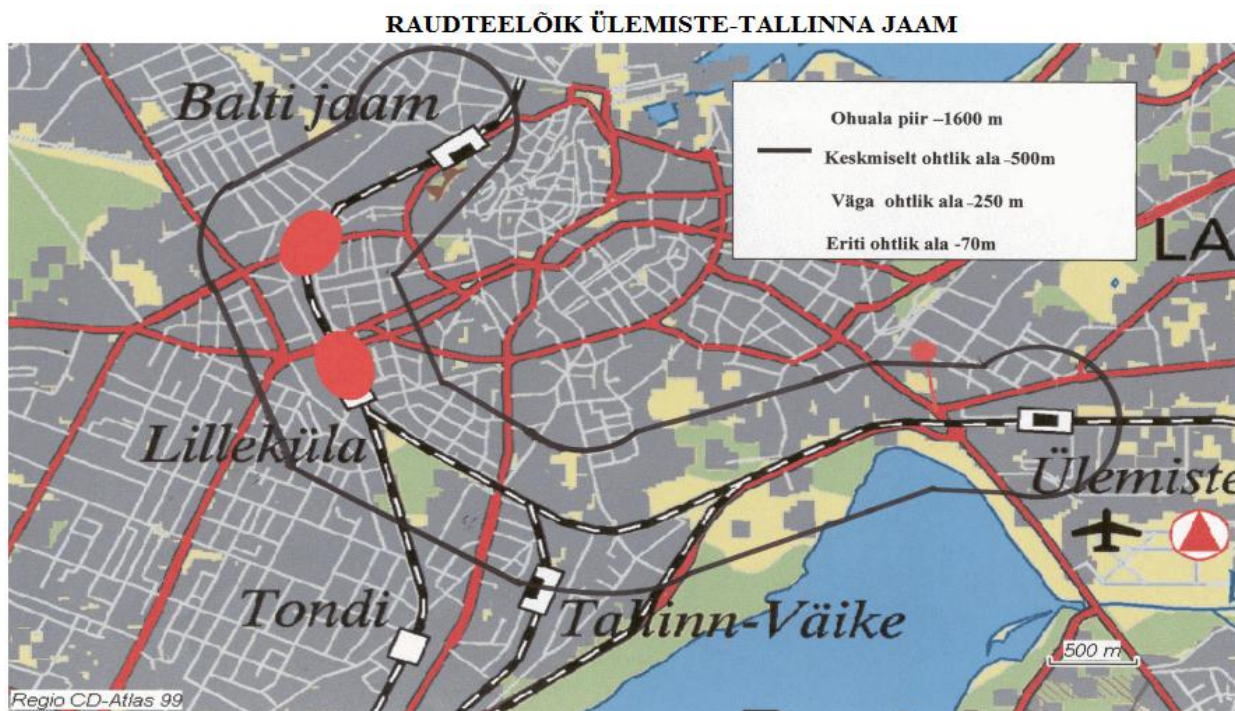 RAUDTEELÕIK ÜLEMISTE-TALLINNA JAAM
Balti jaam
Ohuala piir –1600 m
Keskmiselt ohtlik ala -500m
Väga ohtlik ala -250 m
Eriti ohtlik ala -70m
LA
Lilleküla
Ülemiste
Tondi
Tallinn-Väike
500 m
Regio CD-Atlas 99